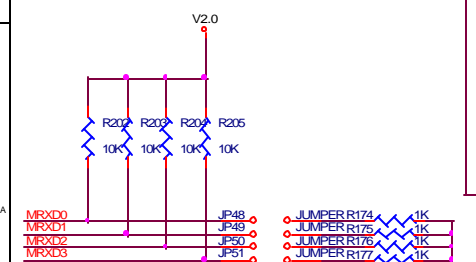 V2.0
R202 R203 R204 R205
10K 10K 10K 10K
A
MRXD0 JP48 JUMPER R174 1K
MRXD1 JP49 R175 1K
MRXD2 JP50 JUMPER R176 1K
MRXD3 JP51 JUMPER R177 1K